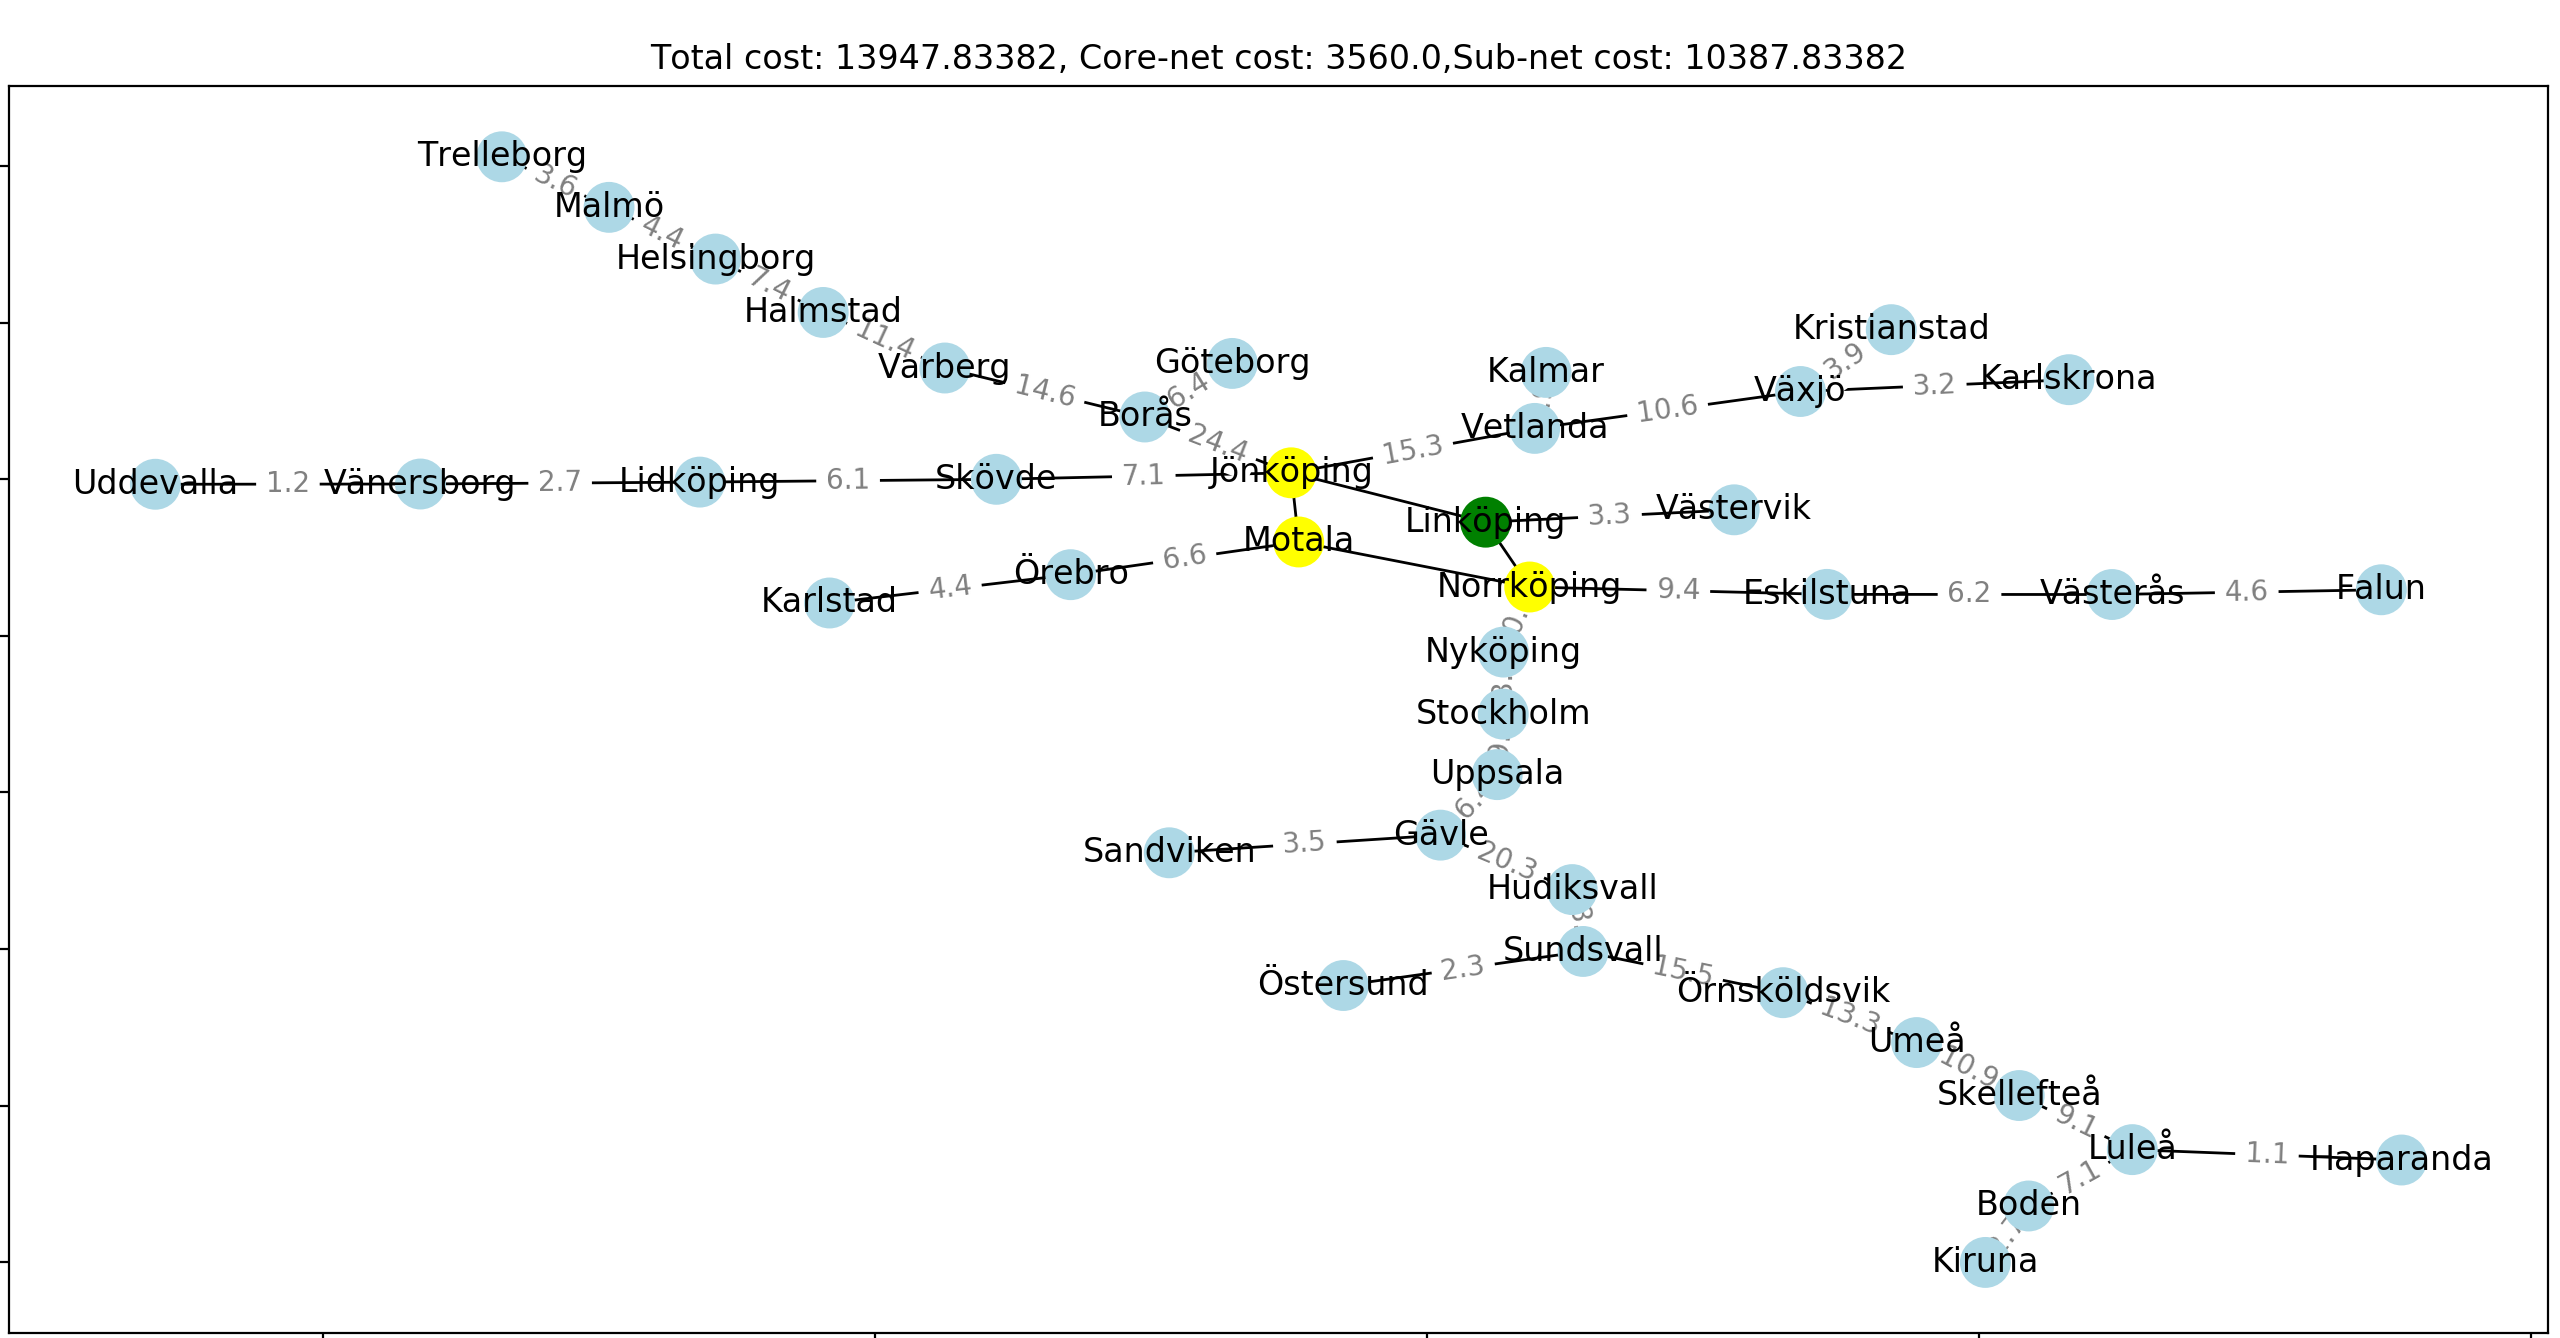 Total cost: 13947.83382, Core-net cost: 3560.0,Sub-net cost: 10387.83382
Trelleborg
3.6
Malmö
4.4
Helsingborg
7.4
Halmstad
11.4
Varberg
14.6
Göteborg
6.4
Borås
24.4
Kalmar
Kristianstad
3.9
Växjö
3.2
Karlskrona
Vetlanda
10.6
15.3
Uddevalla
1.2
Vänersborg
2.7
Lidköping
6.1
Skövde
7.1
Jönköping
Linköping
3.3
Västervik
Motala
6.6
Örebro
4.4
Karlstad
Norrköping
9.4
Eskilstuna
6.2
Västerås
4.6
Falun
Nyköping
Stockholm
Uppsala
Gävle
3.5
Sandviken
20.3
Hudiksvall
Sundsvall
2.3
Östersund
15.5
Örnsköldsvik
13.3
Umeå
10.9
Skellefteå
9.1
Luleå
1.1
Haparanda
7.1
Boden
Kiruna